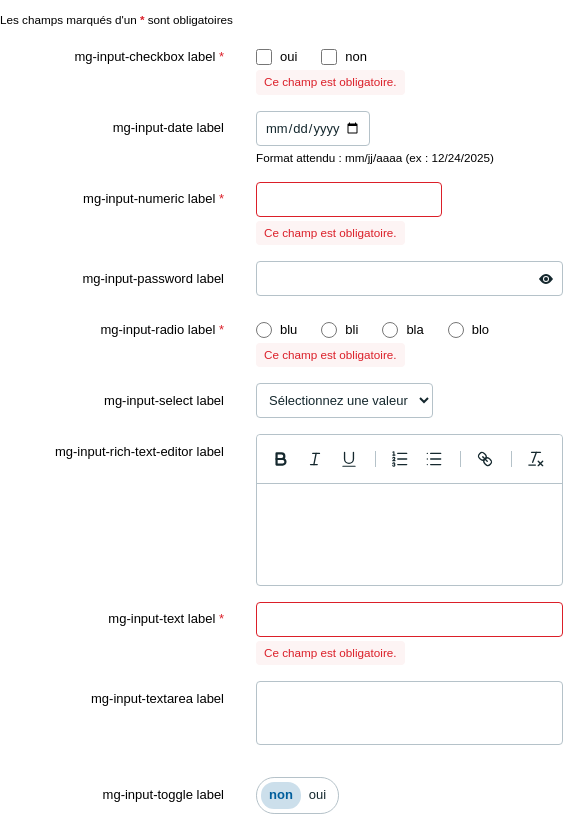 Les champs marqués d'un * sont obligatoires
mg-input-checkbox label * oui non
Ce champ est obligatoire.
mg-input-date label mm/dd/yyyy
Format attendu : mm/jj/aaaa (ex : 12/24/2025)
mg-input-numeric label *
Ce champ est obligatoire.
mg-input-password label
mg-input-radio label * blu bli bla blo
Ce champ est obligatoire.
mg-input-select label Sélectionnez une valeur
mg-input-rich-text-editor label
mg-input-text label *
Ce champ est obligatoire.
mg-input-textarea label
mg-input-toggle label non oui